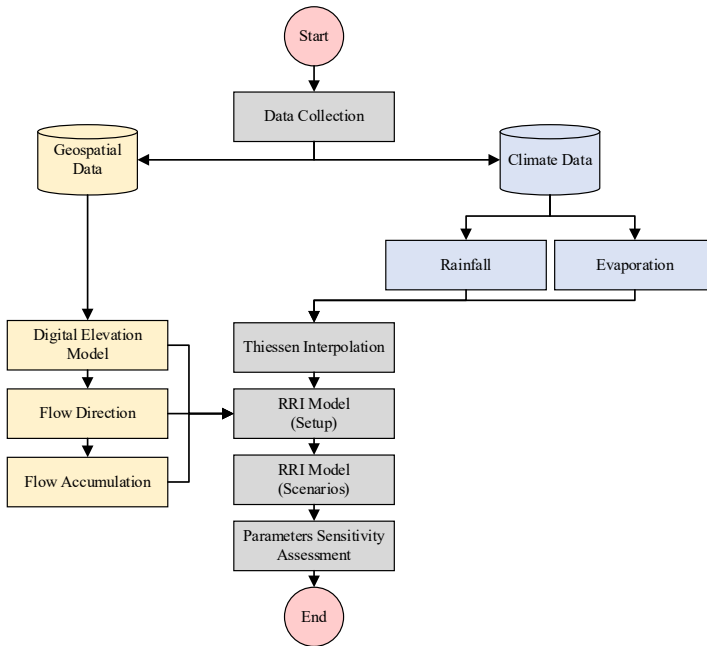 Start
Data Collection
Geospatial
Data
Climate Data
Rainfall
Evaporation
Digital Elevation
Model
Thiessen Interpolation
Flow Direction
RRI Model
(Setup)
Flow Accumulation
RRI Model
(Scenarios)
Parameters Sensitivity
Assessment
End